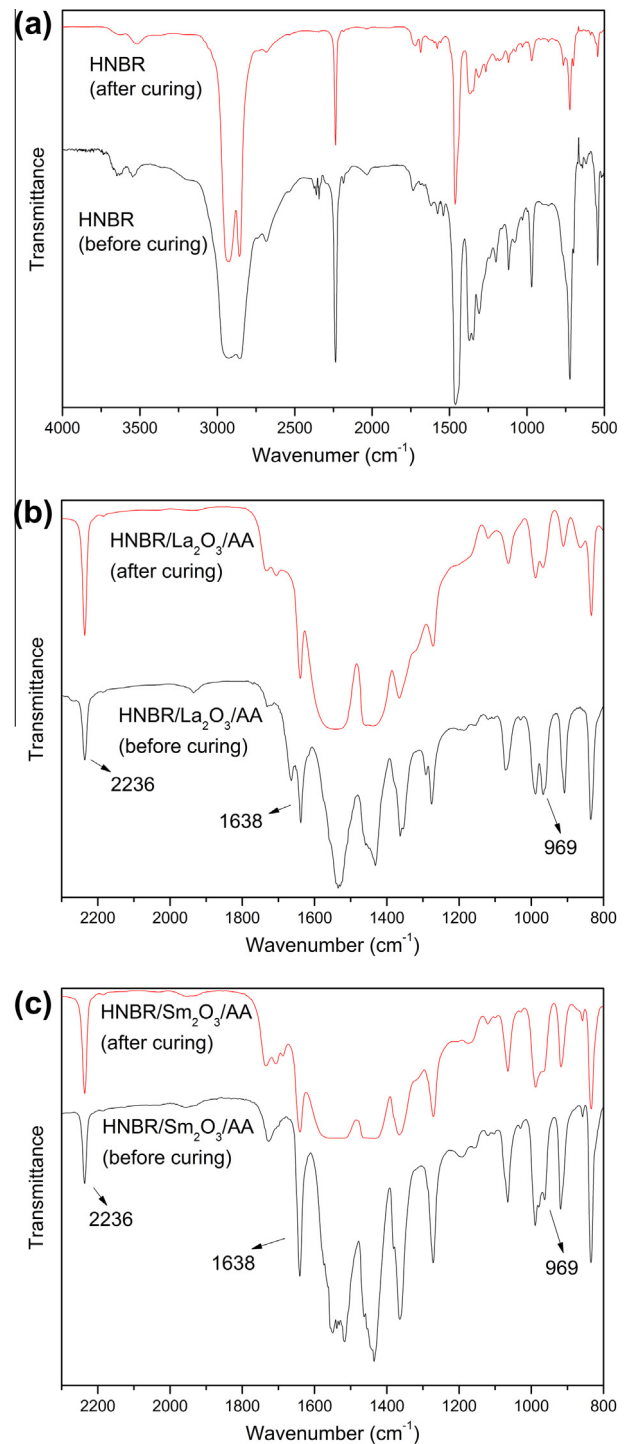 (a)
HNBR
(after curing)
HNBR
(before curing)
Transmittance
4000 3500 3000 2500 2000 1500 1000 500
Wavenumer (cm⁻¹)
(b)
HNBR/La₂O₃/AA
(after curing)
HNBR/La₂O₃/AA
(before curing)
2236
1638
969
Transmittance
2200 2000 1800 1600 1400 1200 1000 800
Wavenumber (cm⁻¹)
(c)
HNBR/Sm₂O₃/AA
(after curing)
HNBR/Sm₂O₃/AA
(before curing)
2236
1638
969
Transmittance
2200 2000 1800 1600 1400 1200 1000 800
Wavenumber (cm⁻¹)